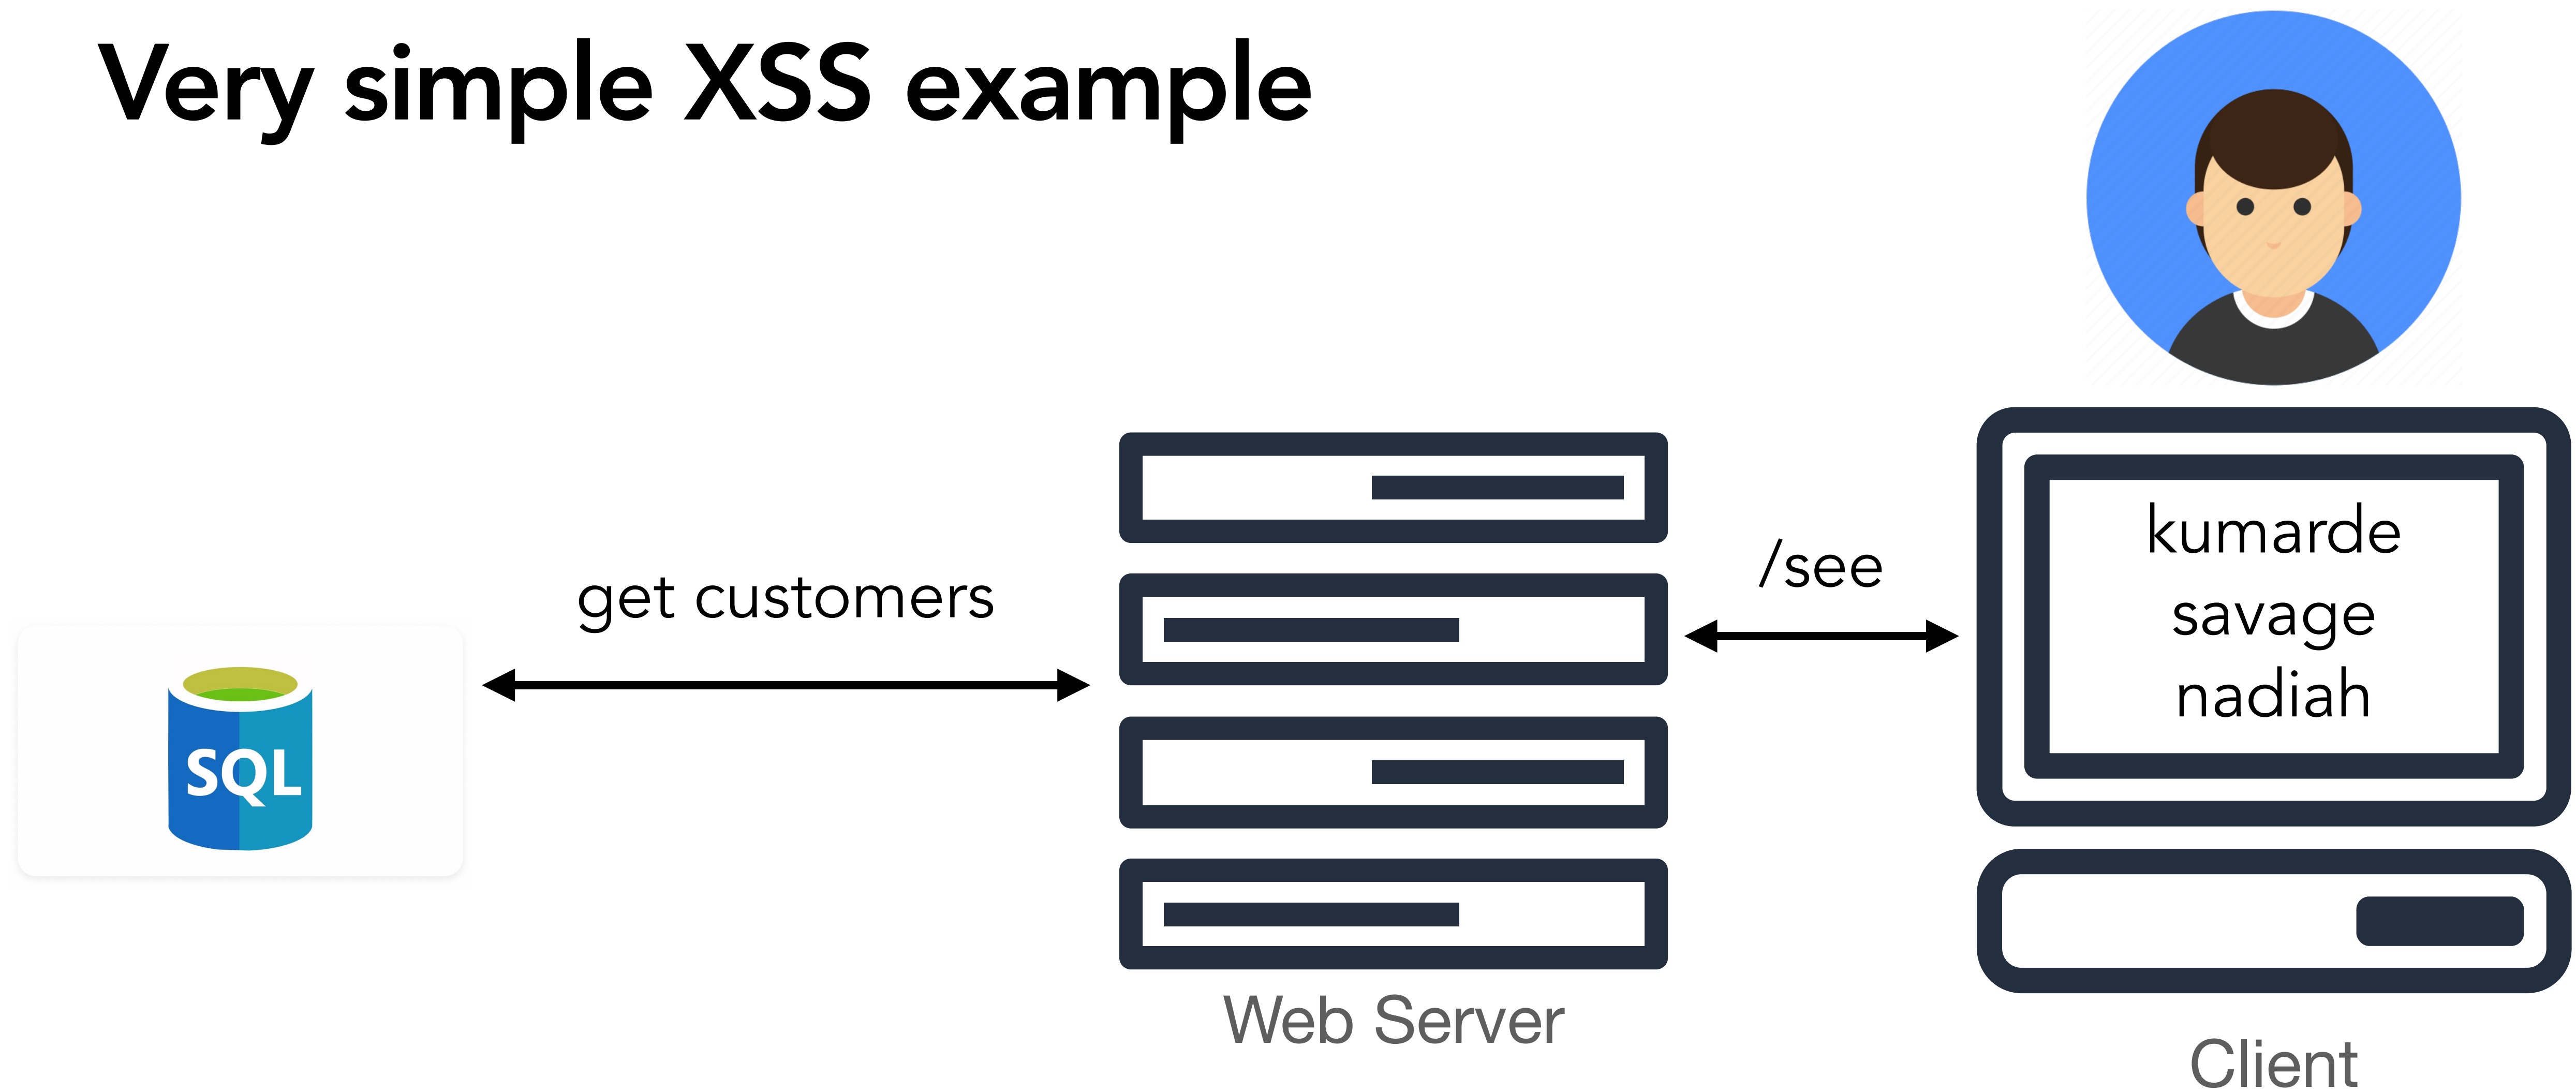 Very simple XSS example
get customers
/see
kumarde
savage
nadiah
SQL
Web Server
Client